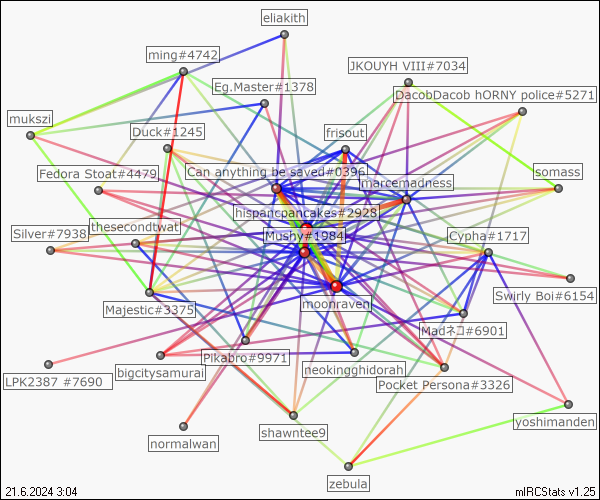 eliakith
ming#4742
JKOUYH VIII#7034
Eg.Master#1378
DacobDacob hORNY police#5271
mukszi
Duck#1245
frisout
Can anything be saved#0396
Fedora Stoat#4479
marcemadness
somass
hispanicpancakes#2928
thesecondtwat
Silver#7938
Mushy#1984
Cypha#1717
Swirly Boi#6154
Majestic#3375
moonraven
Madネコ#6901
Pikabro#9971
neokingghidorah
LPK2387 #7690
bigcitysamurai
Pocket Persona#3326
yoshimanden
shawntee9
normalwan
zebula
21.6.2024 3:04
mIRCStats v1.25